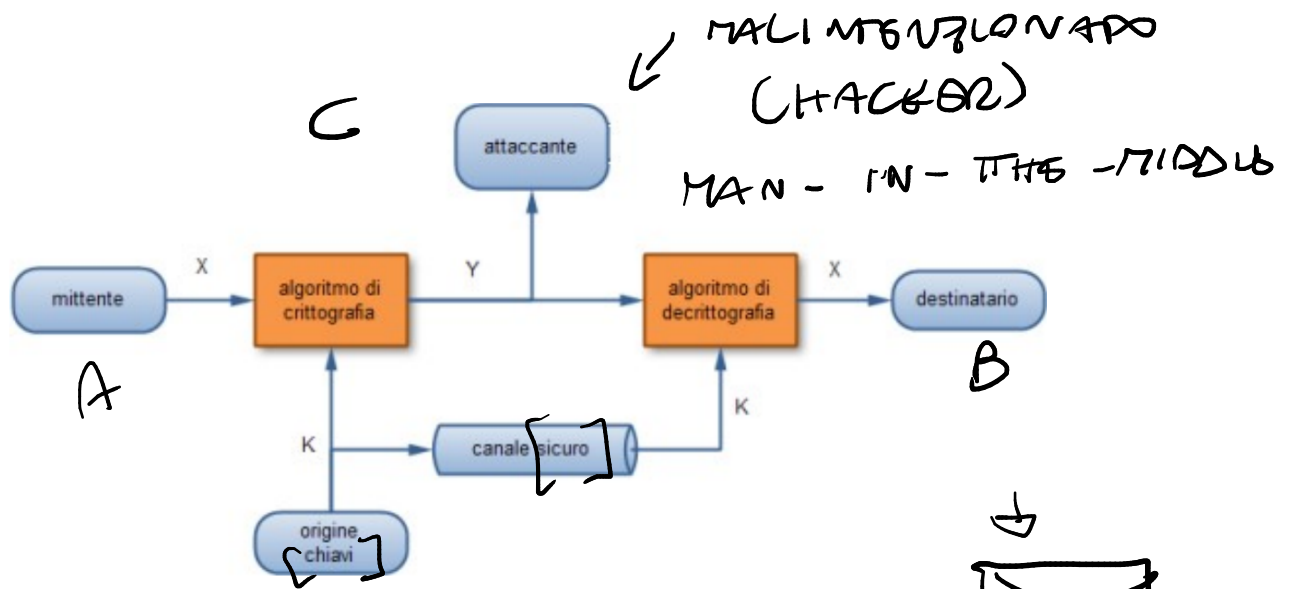 MALINTENZIONATO
(HACKER)
C
attaccante
MAN - IN - THE - MIDDLE
X
Y
X
mittente
algoritmo di
crittografia
algoritmo di
decrittografia
destinatario
A
B
K
K
canale sicuro
origine
chiavi